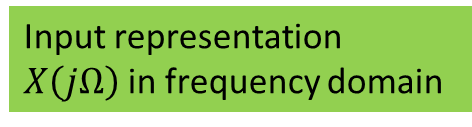 Input representation
X(jΩ) in frequency domain